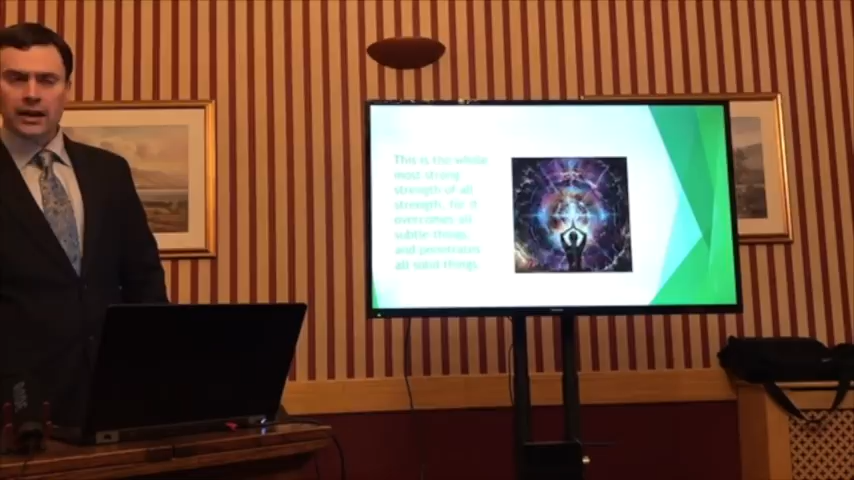 This is the whole
most strong
strength of all
strength, for it
overcomes all
subtle things,
and penetrates
all solid things.